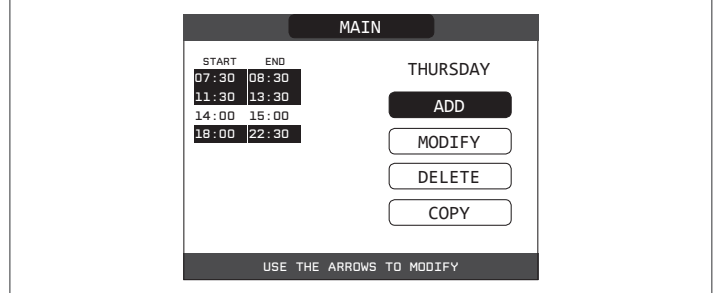 MAIN
START END
07:30 08:30
11:30 13:30
14:00 15:00
18:00 22:30
THURSDAY
ADD
MODIFY
DELETE
COPY
USE THE ARROWS TO MODIFY